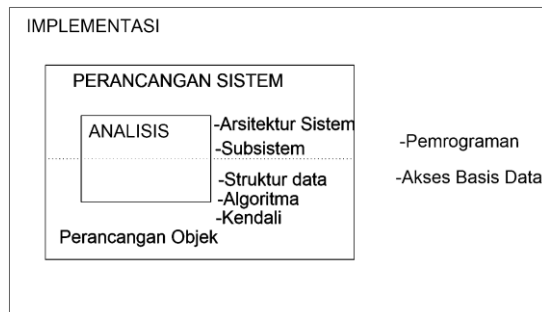 IMPLEMENTASI
PERANCANGAN SISTEM
ANALISIS
-Arsitektur Sistem
-Subsistem
-Struktur data
-Algoritma
-Kendali
Perancangan Objek
-Pemrograman
-Akses Basis Data